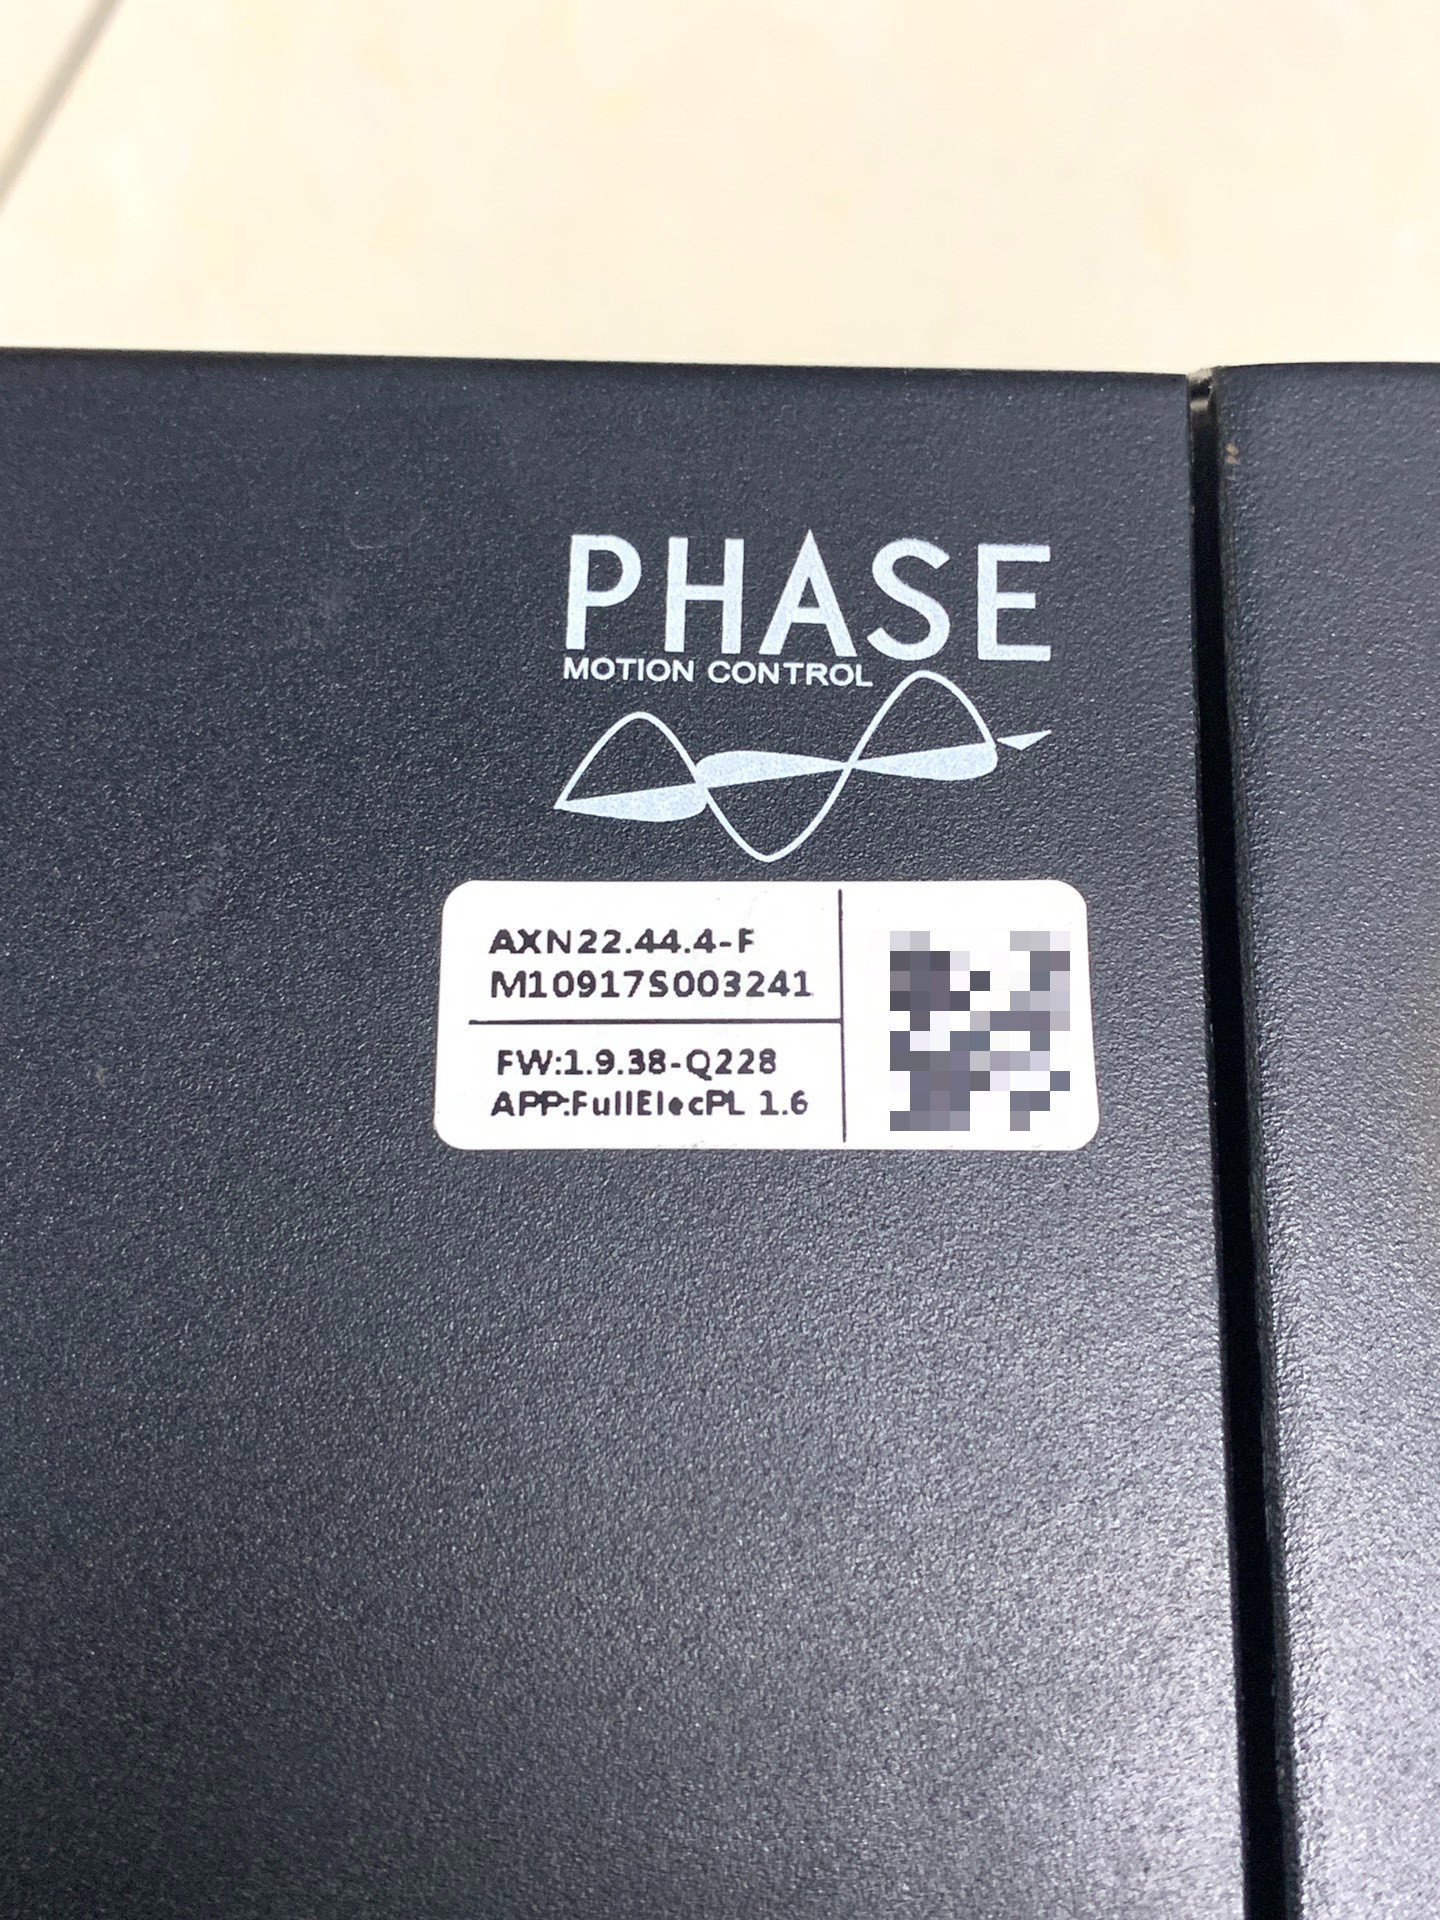 PHASE
MOTION CONTROL
AXN22.44.4-F
M10917S003241
FW:1.9.38-Q228
APP:FullElecPL 1.6